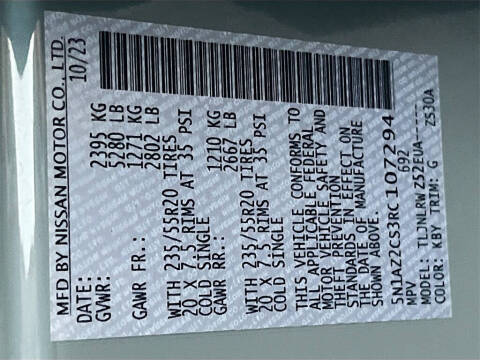 MFD BY NISSAN MOTOR CO., LTD.
DATE: 10/23
GVWR: 2395 KG
5280 LB
GAWR FR.: 1271 KG
2802 LB
WITH 235/55R20 TIRES
20 X 7.5 RIMS AT 35 PSI
COLD SINGLE
GAWR RR.: 1210 KG
2667 LB
WITH 235/55R20 TIRES
20 X 7.5 RIMS AT 35 PSI
COLD SINGLE
THIS VEHICLE CONFORMS TO
ALL APPLICABLE FEDERAL
MOTOR VEHICLE SAFETY AND
THEFT PREVENTION
STANDARDS IN EFFECT ON
THE DATE OF MANUFACTURE
SHOWN ABOVE.
5N1AZ2CS3RC107294
MPV 692
MODEL: TLJNLRWZ52EUA------
COLOR: KBY TRIM: G ZS30A